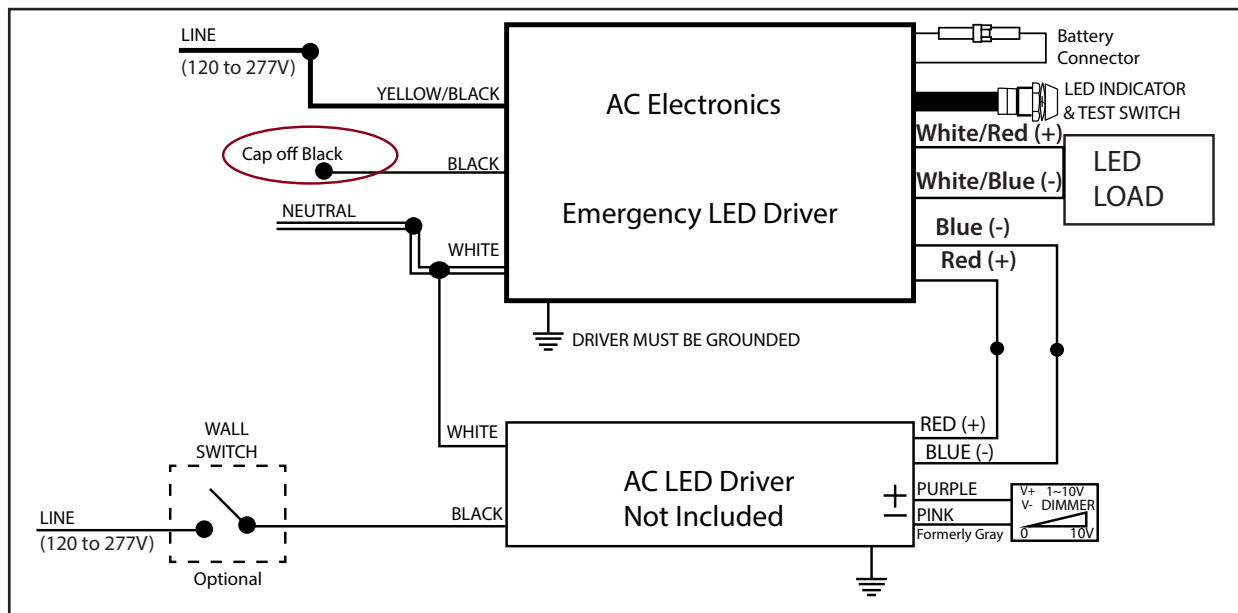 LINE
(120 to 277V)
YELLOW/BLACK
Cap off Black
BLACK
NEUTRAL
WHITE
AC Electronics
Emergency LED Driver
Battery
Connector
LED INDICATOR
& TEST SWITCH
White/Red (+)
White/Blue (-)
LED
LOAD
Blue (-)
Red (+)
DRIVER MUST BE GROUNDED
WALL
SWITCH
LINE
(120 to 277V)
Optional
WHITE
BLACK
AC LED Driver
Not Included
RED (+)
BLUE (-)
+ PURPLE
- PINK
Formerly Gray
V+ 1~10V
V- DIMMER
0 10V